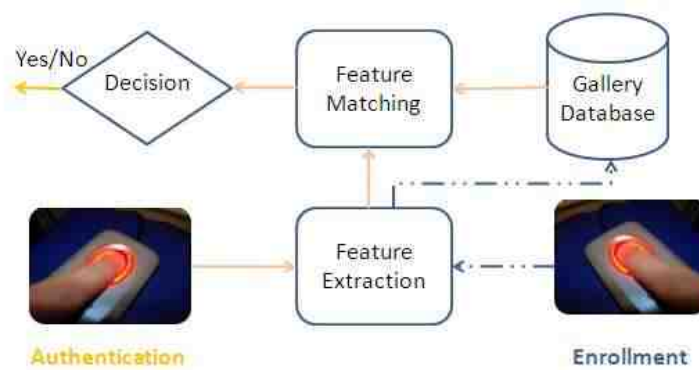 Yes/No
Decision
Feature
Matching
Gallery
Database
Feature
Extraction
Authentication
Enrollment